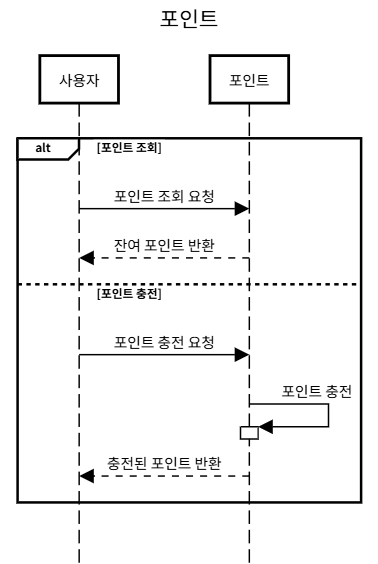 포인트
사용자
포인트
alt
[포인트 조회]
포인트 조회 요청
잔여 포인트 반환
[포인트 충전]
포인트 충전 요청
포인트 충전
충전된 포인트 반환